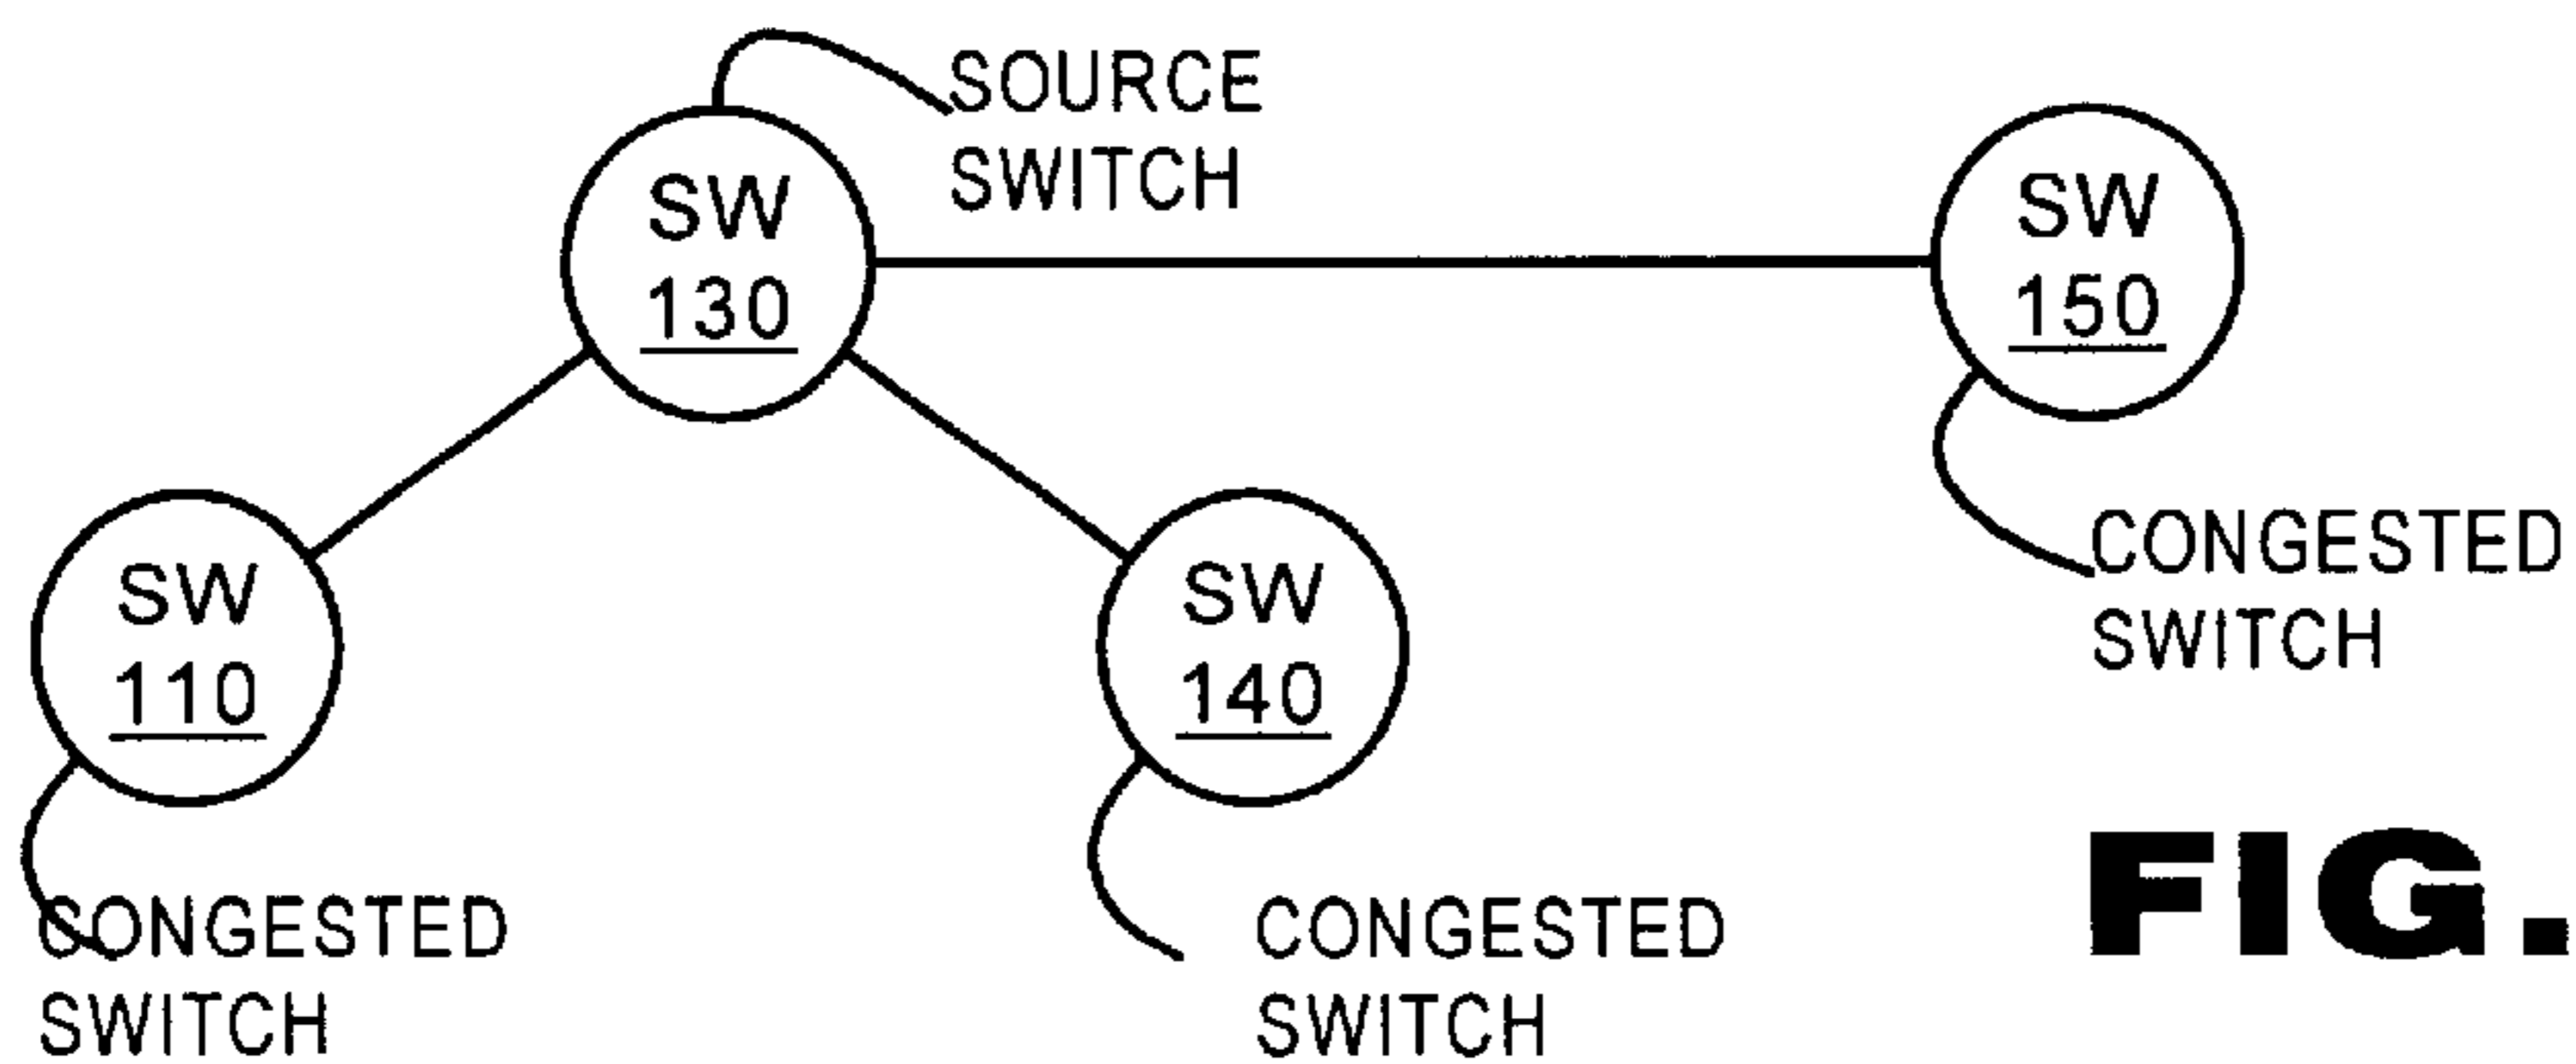 SOURCE
SWITCH
SW
130
SW
150
SW
110
SW
140
CONGESTED
SWITCH
CONGESTED
SWITCH
CONGESTED
SWITCH
FIG.